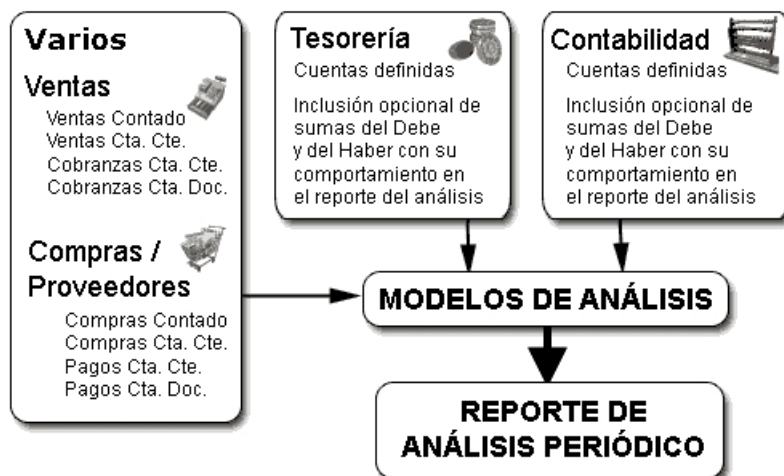 Varios
Ventas
Ventas Contado
Ventas Cta. Cte.
Cobranzas Cta. Cte.
Cobranzas Cta. Doc.
Compras /
Proveedores
Compras Contado
Compras Cta. Cte.
Pagos Cta. Cte.
Pagos Cta. Doc.
Tesorería
Cuentas definidas
Inclusión opcional de
sumas del Debe
y del Haber con su
comportamiento en
el reporte del análisis
Contabilidad
Cuentas definidas
Inclusión opcional de
sumas del Debe
y del Haber con su
comportamiento en
el reporte del análisis
MODELOS DE ANÁLISIS
REPORTE DE
ANÁLISIS PERIÓDICO